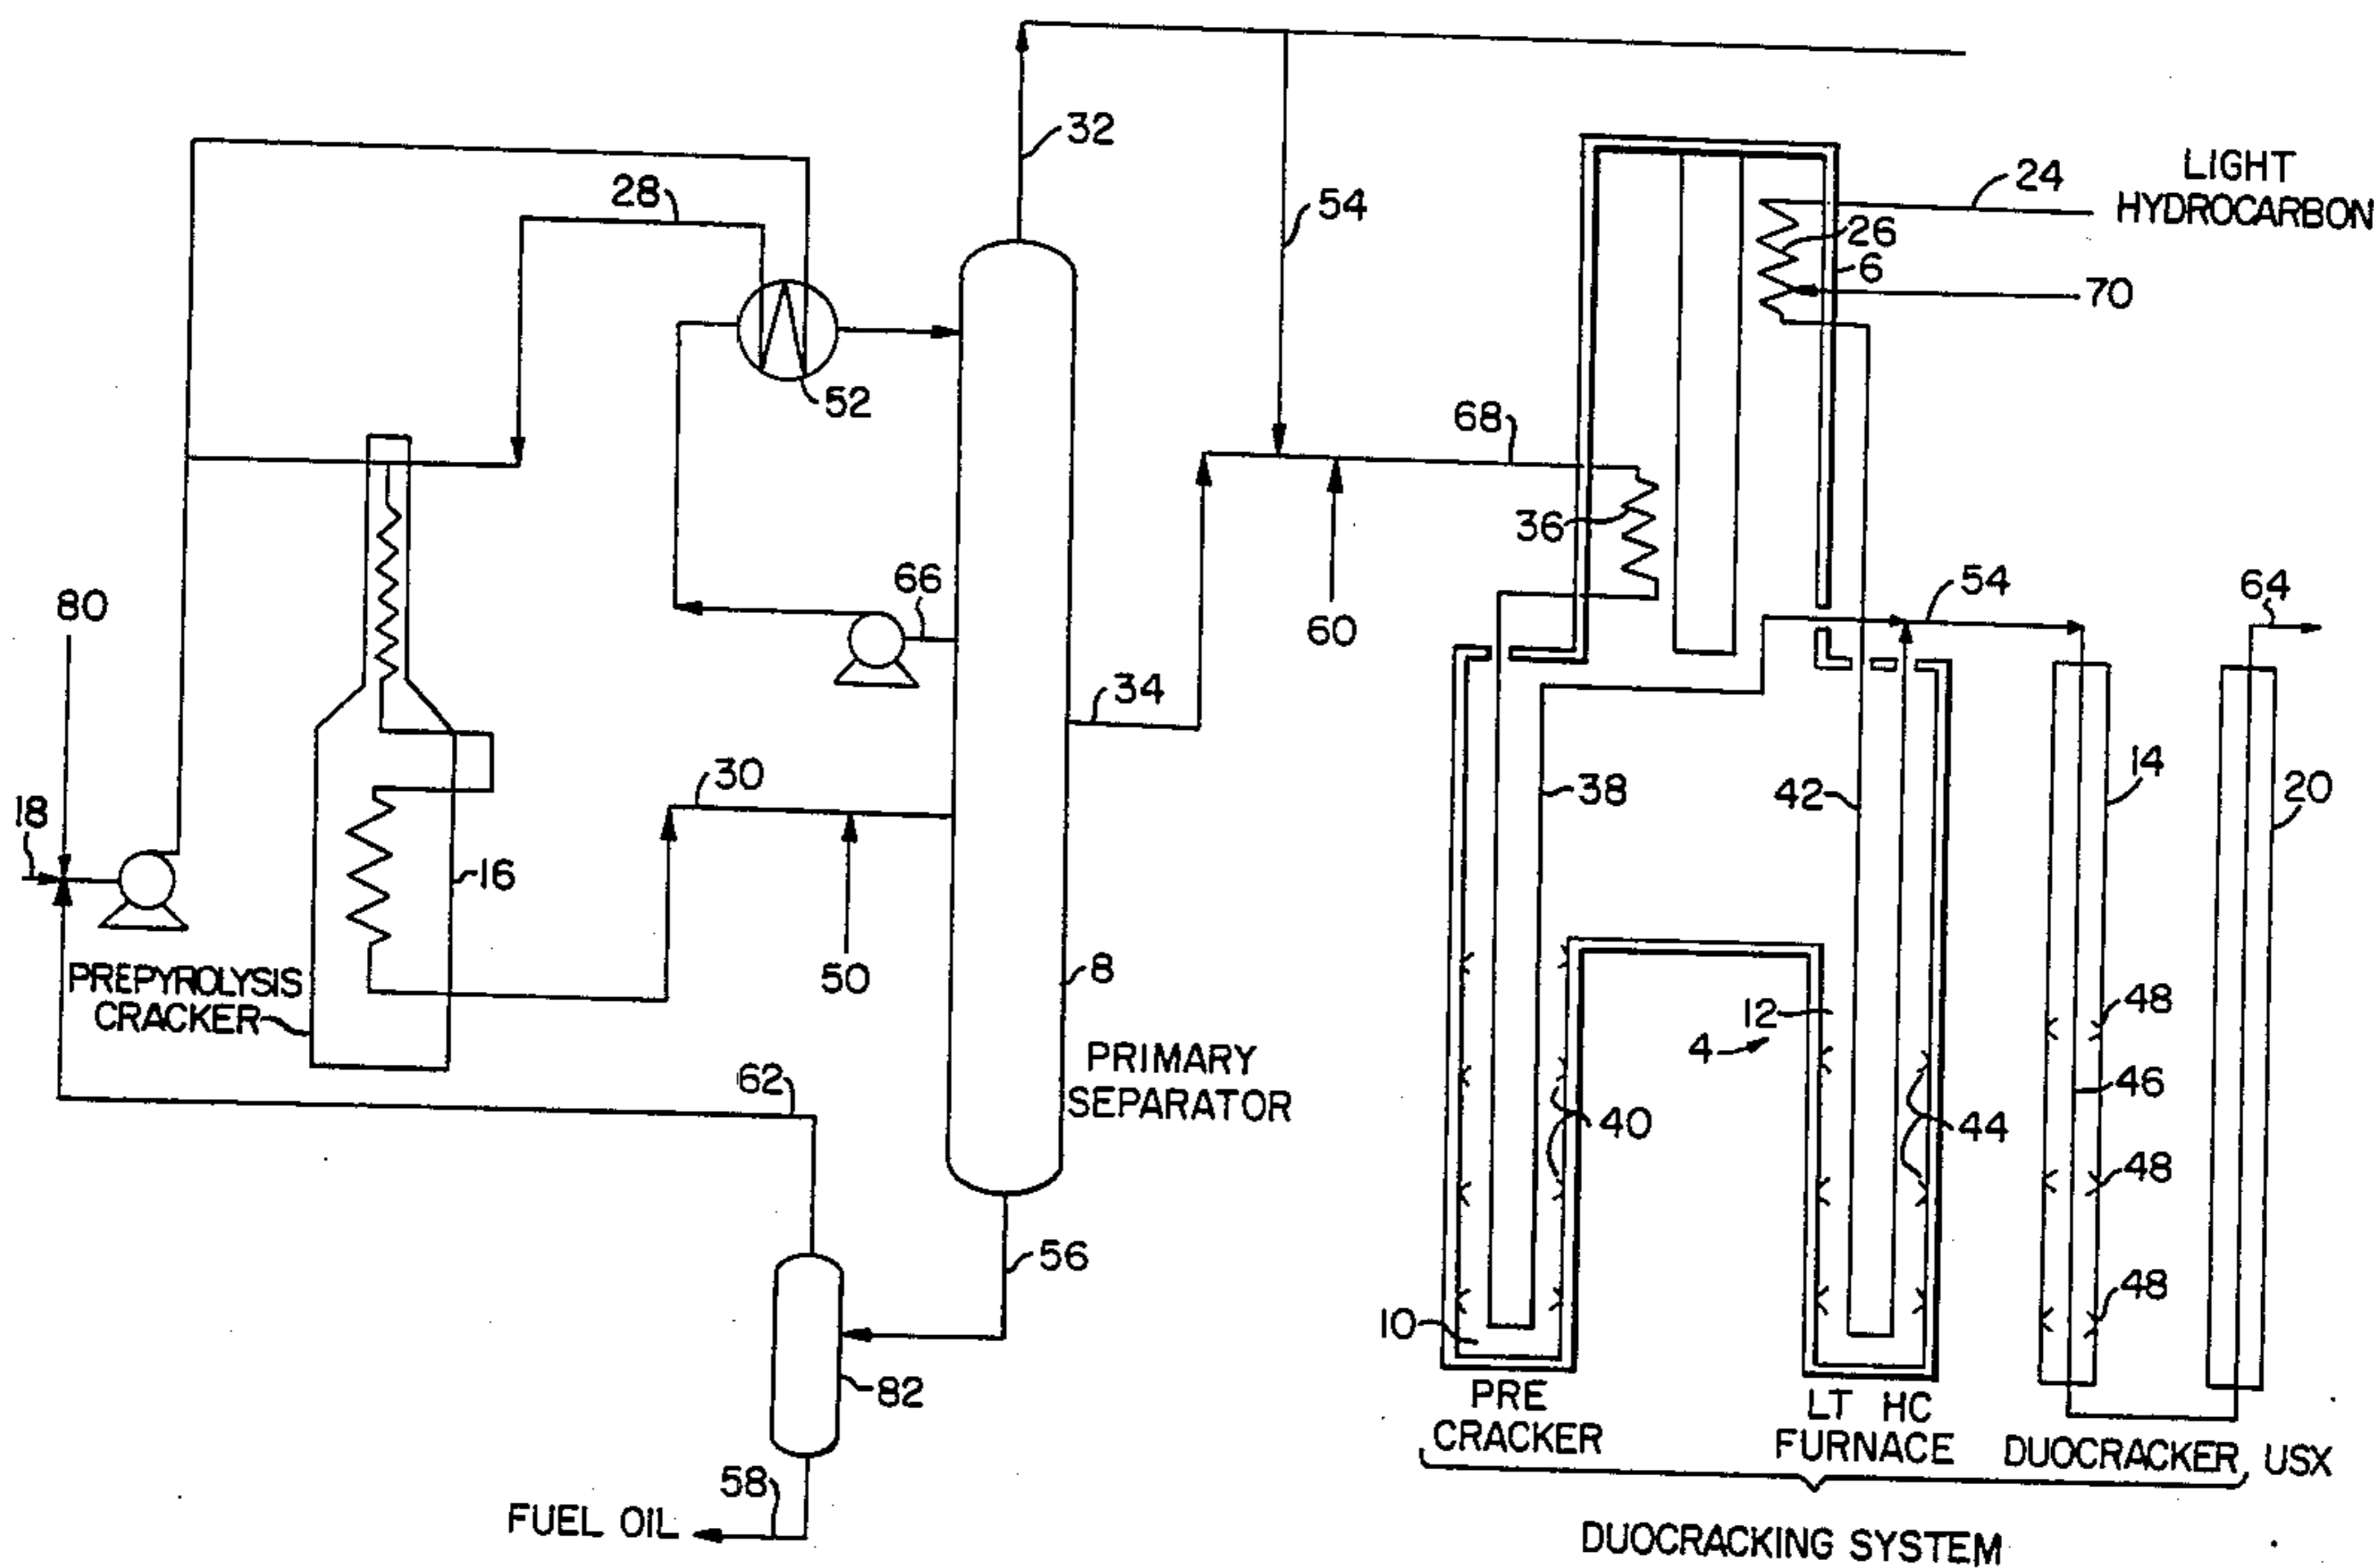 32
LIGHT
HYDROCARBON
24
28
54
26
6
70
52
68
36
66
60
80
54
64
34
30
38
42
14
20
18
16
50
8
PREPYROLYSIS
CRACKER
12
4
48
PRIMARY
SEPARATOR
62
46
40
44
48
56
48
10
82
PRE
CRACKER
LT HC
FURNACE
DUOCRACKER
USX
58
FUEL OIL
DUOCRACKING SYSTEM